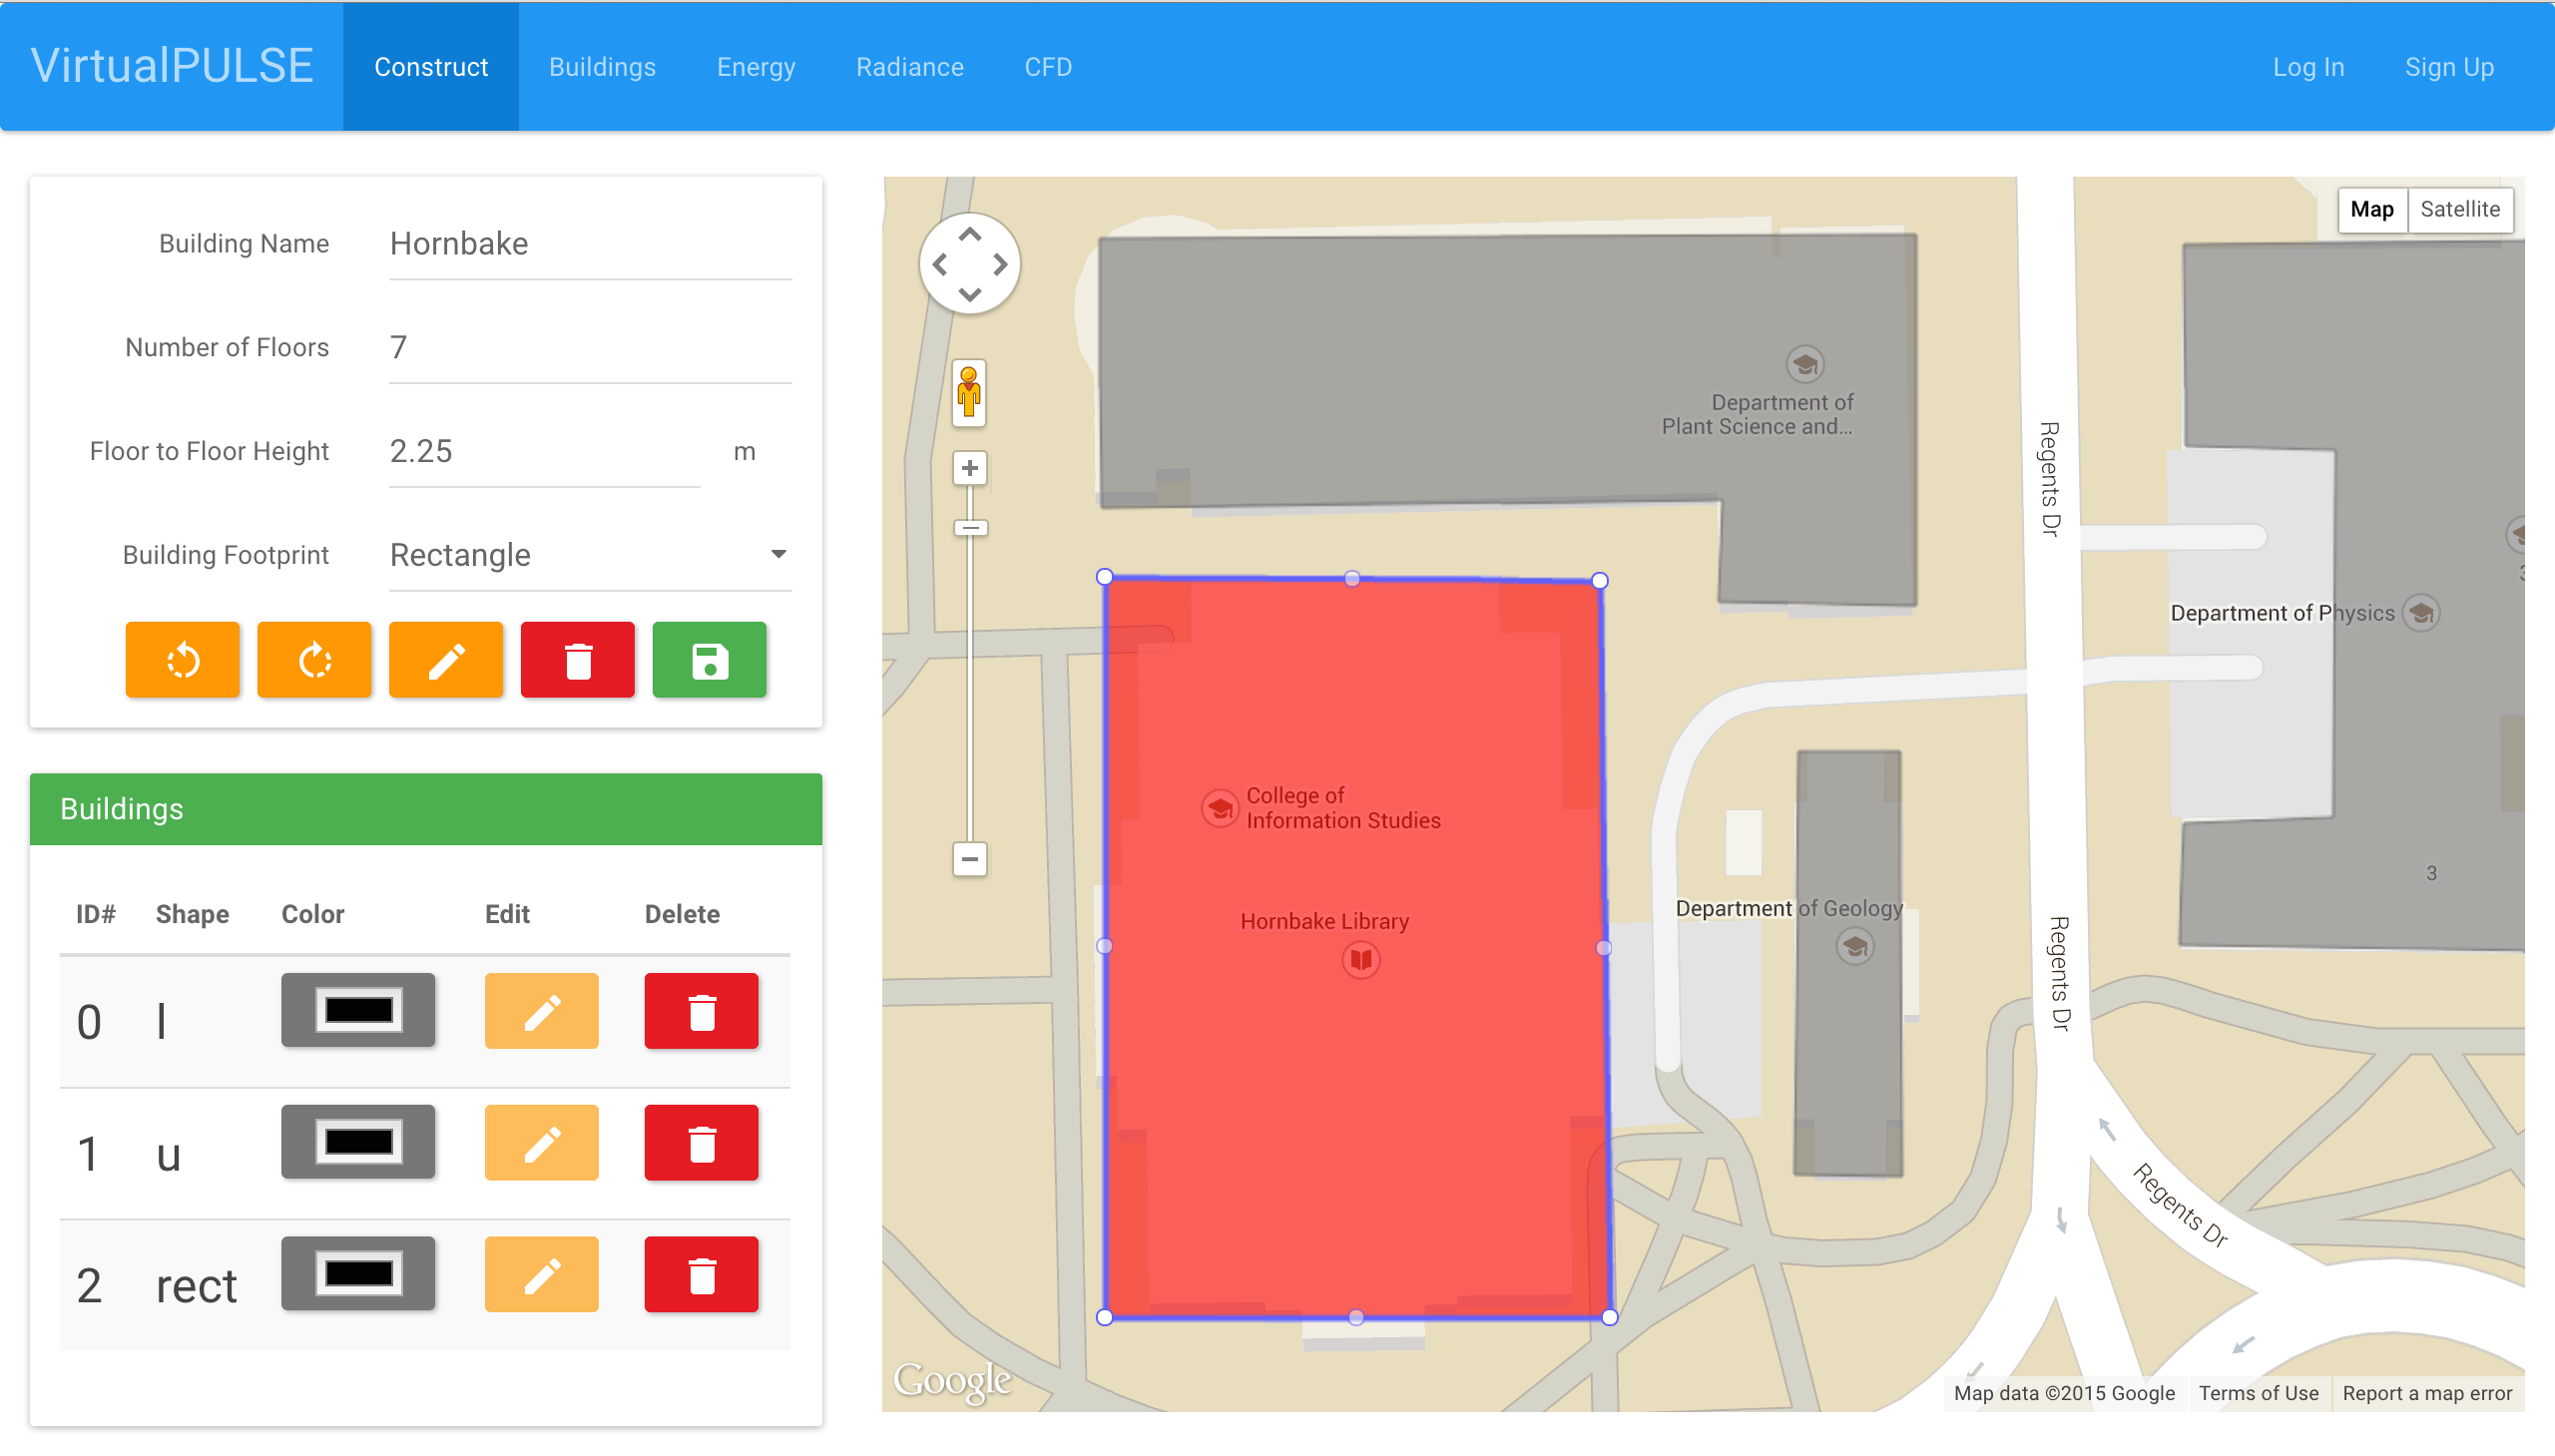 VirtualPULSE Construct Buildings Energy Radiance CFD Log In Sign Up
Building Name Hornbake
Number of Floors 7
Floor to Floor Height 2.25 m
Building Footprint Rectangle
Buildings
ID# Shape Color Edit Delete
0 l
1 u
2 rect
Map Satellite
Department of
Plant Science and...
Regents Dr
Department of Physics
College of
Information Studies
3
Department of Geology
Hornbake Library
Regents Dr
Regents Dr
Google
Map data ©2015 Google Terms of Use Report a map error